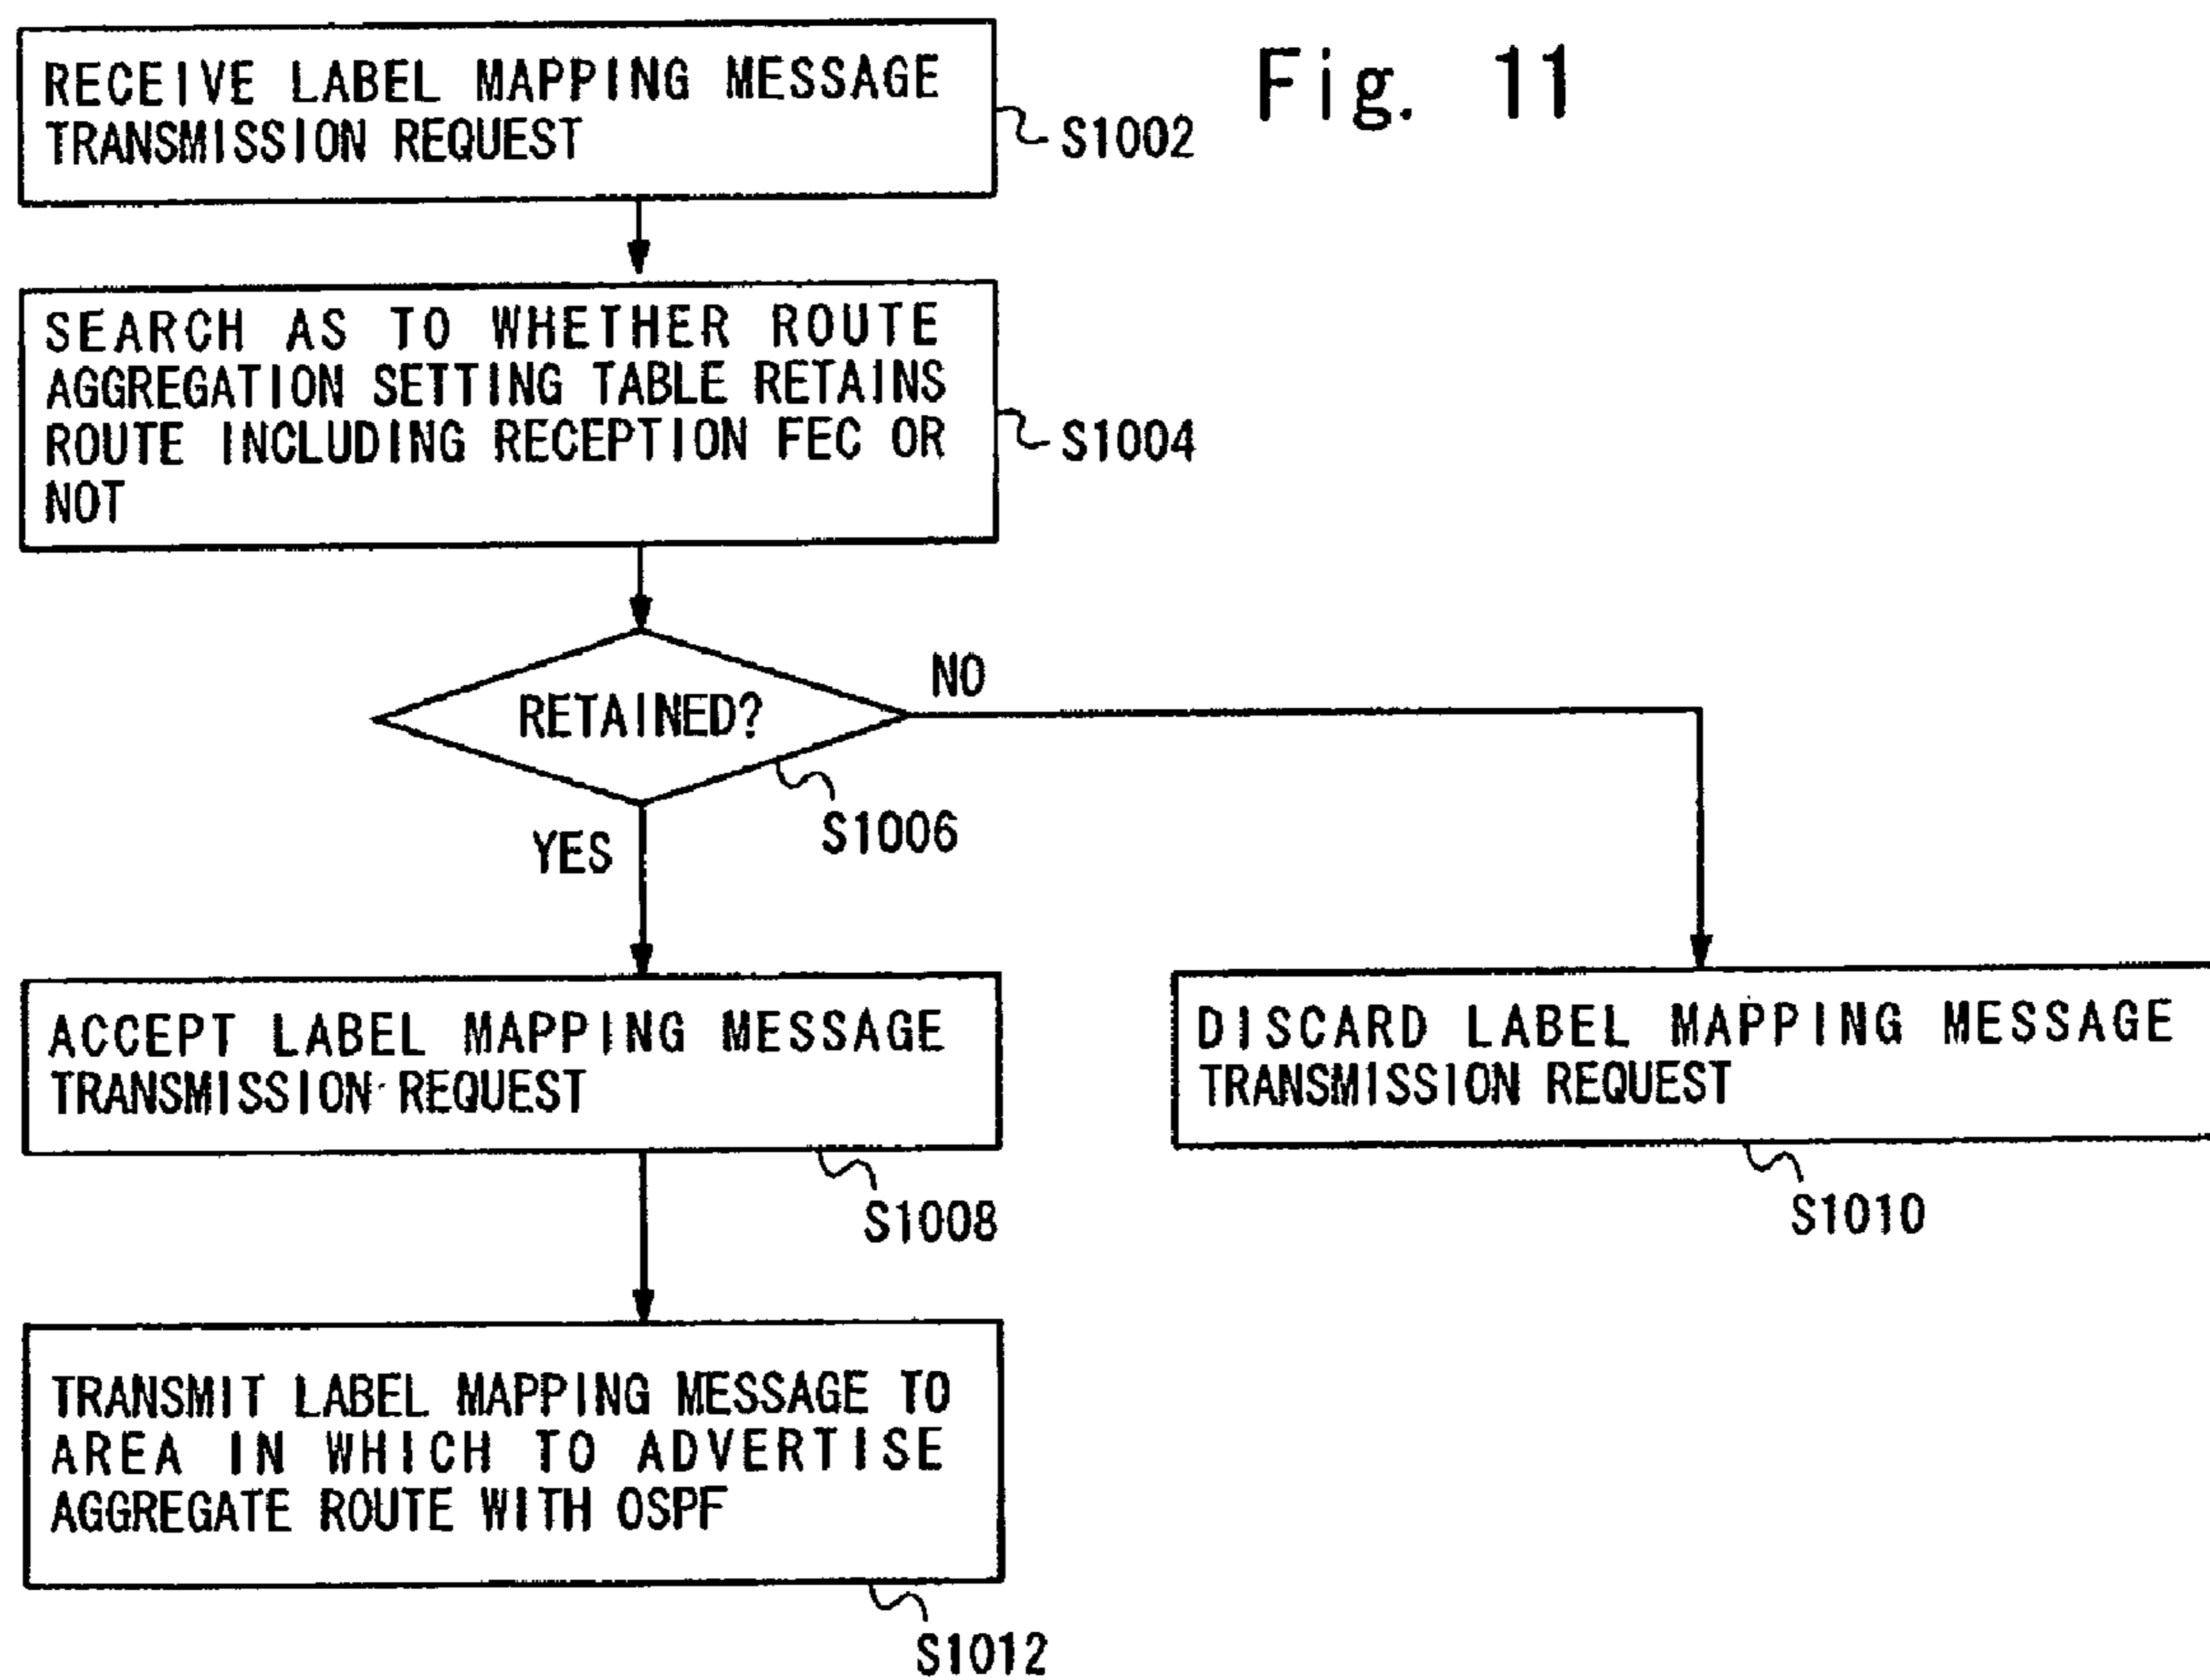 Fig. 11
RECEIVE LABEL MAPPING MESSAGE
TRANSMISSION REQUEST
S1002
SEARCH AS TO WHETHER ROUTE
AGGREGATION SETTING TABLE RETAINS
ROUTE INCLUDING RECEPTION FEC OR
NOT
S1004
RETAINED?
NO
S1006
YES
ACCEPT LABEL MAPPING MESSAGE
TRANSMISSION REQUEST
S1008
DISCARD LABEL MAPPING MESSAGE
TRANSMISSION REQUEST
S1010
TRANSMIT LABEL MAPPING MESSAGE TO
AREA IN WHICH TO ADVERTISE
AGGREGATE ROUTE WITH OSPF
S1012